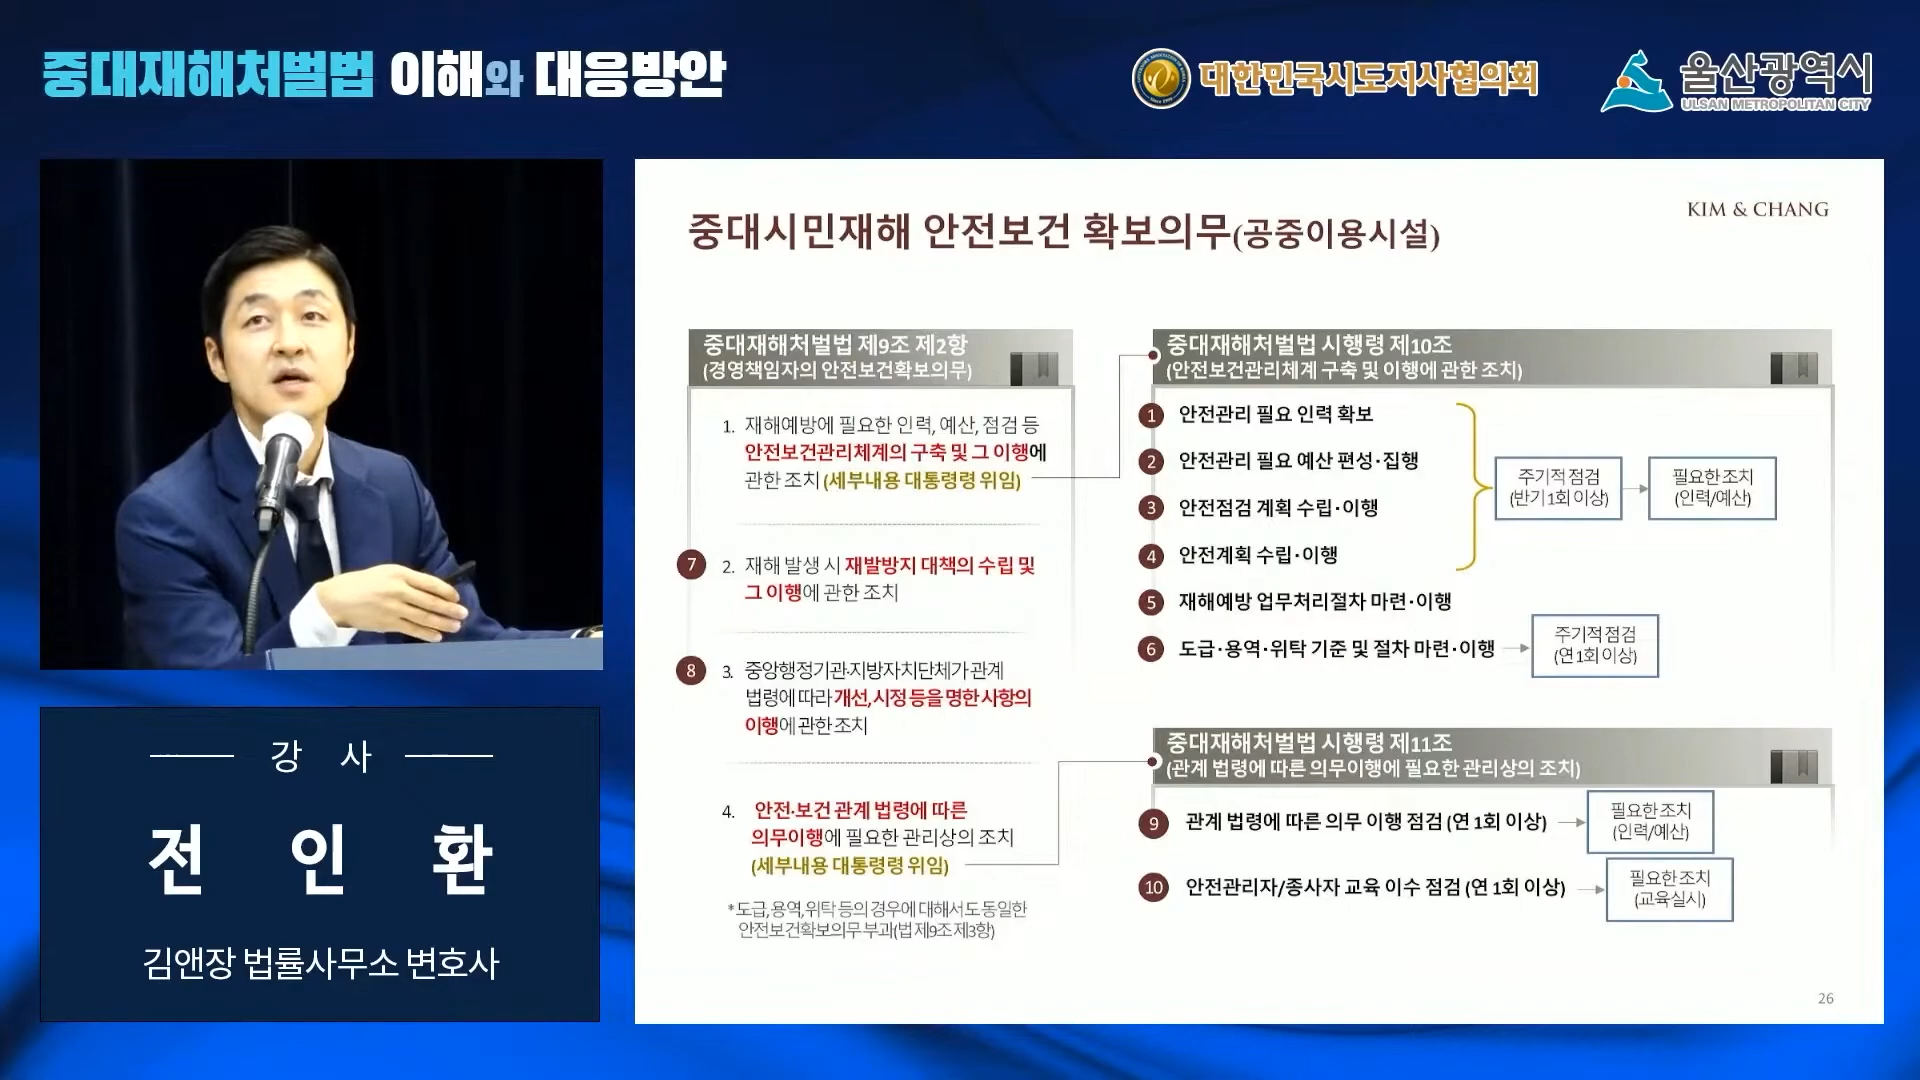 중대재해처벌법 이해와 대응방안
대한민국시도지사협의회
울산광역시
ULSAN METROPOLITAN CITY
강 사
전 인 환
김앤장 법률사무소 변호사
KIM & CHANG
중대시민재해 안전보건 확보의무(공중이용시설)
중대재해처벌법 제9조 제2항
(경영책임자의 안전보건확보의무)
1. 재해예방에 필요한 인력, 예산, 점검 등
안전보건관리체계의 구축 및 그 이행에
관한 조치 (세부내용 대통령령 위임)
7 2. 재해 발생 시 재발방지 대책의 수립 및
그 이행에 관한 조치
8 3. 중앙행정기관·지방자치단체가 관계
법령에 따라 개선, 시정 등을 명한 사항의
이행에 관한 조치
4. 안전·보건 관계 법령에 따른
의무이행에 필요한 관리상의 조치
(세부내용 대통령령 위임)
* 도급, 용역, 위탁 등의 경우에 대해서도 동일한
안전보건확보의무 부과(법 제9조 제3항)
중대재해처벌법 시행령 제10조
(안전보건관리체계 구축 및 이행에 관한 조치)
1 안전관리 필요 인력 확보
2 안전관리 필요 예산 편성·집행
3 안전점검 계획 수립·이행
4 안전계획 수립·이행
주기적 점검
(반기 1회 이상)
필요한 조치
(인력/예산)
5 재해예방 업무처리절차 마련·이행
6 도급·용역·위탁 기준 및 절차 마련·이행
주기적 점검
(연 1회 이상)
중대재해처벌법 시행령 제11조
(관계 법령에 따른 의무이행에 필요한 관리상의 조치)
9 관계 법령에 따른 의무 이행 점검 (연 1회 이상)
필요한 조치
(인력/예산)
10 안전관리자/종사자 교육 이수 점검 (연 1회 이상)
필요한 조치
(교육실시)
26